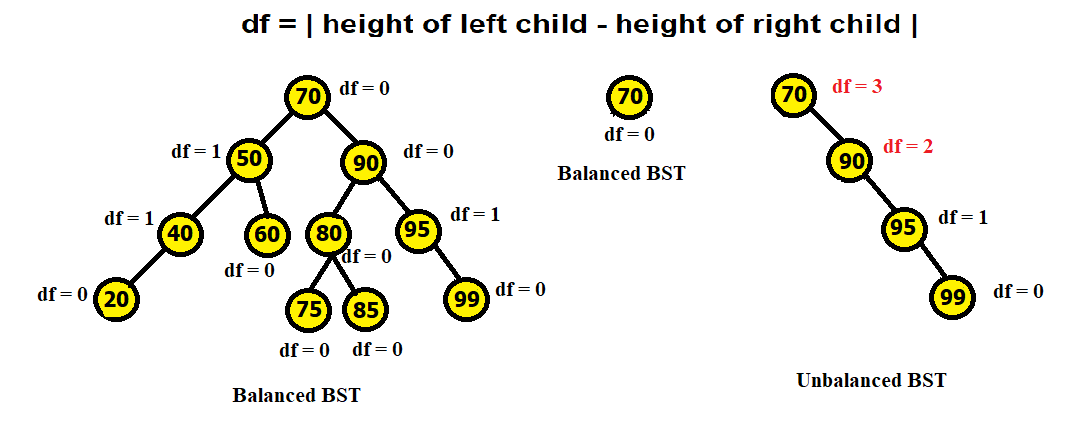 df = | height of left child - height of right child |
70 df = 0
df = 1 50 90 df = 0
df = 1 40 60 80 95 df = 1
df = 0 df = 0
df = 0 20 75 85 99 df = 0
df = 0 df = 0
Balanced BST
70
df = 0
Balanced BST
70 df = 3
90 df = 2
95 df = 1
99 df = 0
Unbalanced BST